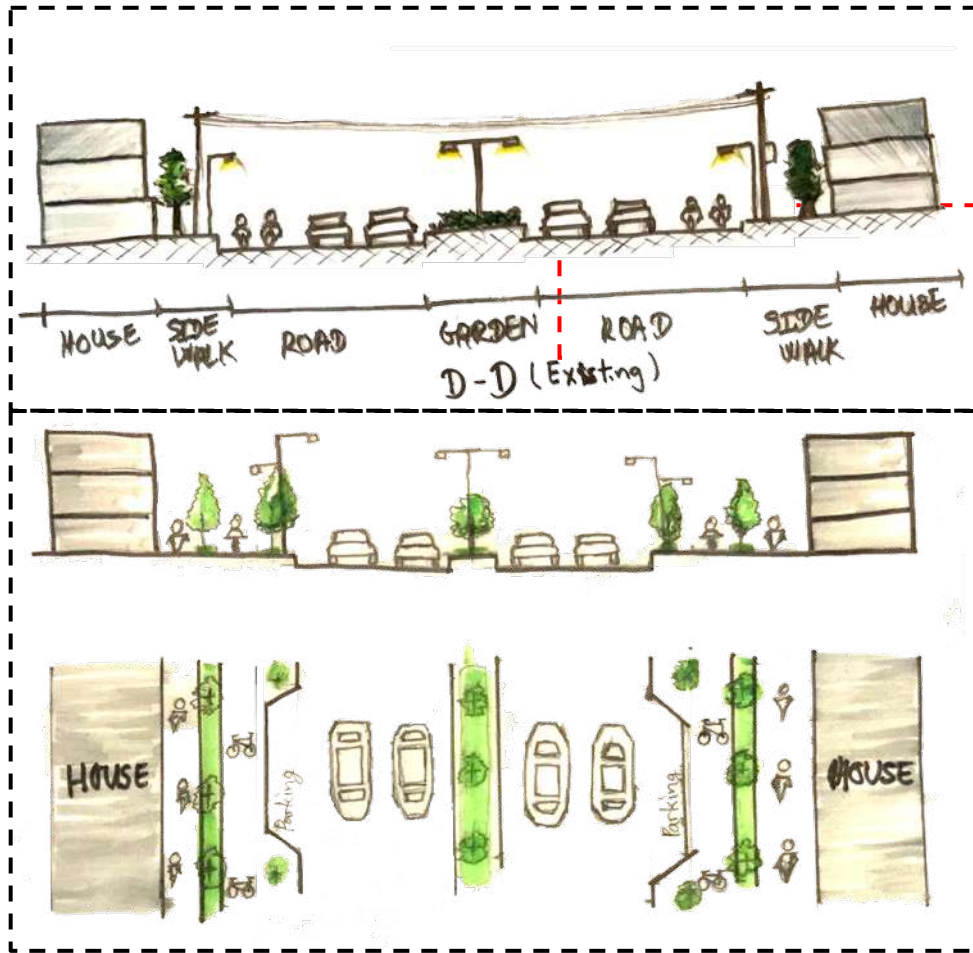 HOUSE SIDE WALK ROAD GARDEN ROAD SIDE WALK HOUSE
D-D (Existing)
HOUSE Parking Parking HOUSE